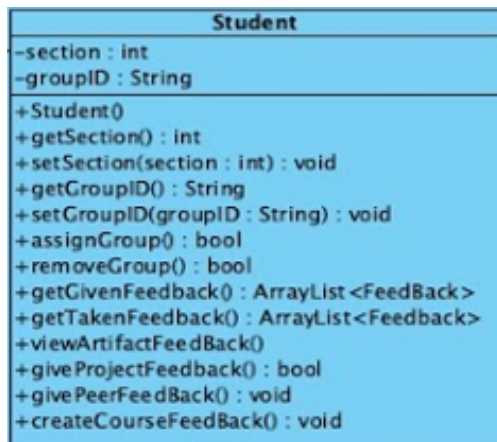 Student
-section : int
-groupID : String
+Student()
+getSection() : int
+setSection(section : int) : void
+getGroupID() : String
+setGroupID(groupID : String) : void
+assignGroup() : bool
+removeGroup() : bool
+getGivenFeedback() : ArrayList<FeedBack>
+getTakenFeedback() : ArrayList<Feedback>
+viewArtifactFeedBack()
+giveProjectFeedback() : bool
+givePeerFeedBack() : void
+createCourseFeedBack() : void